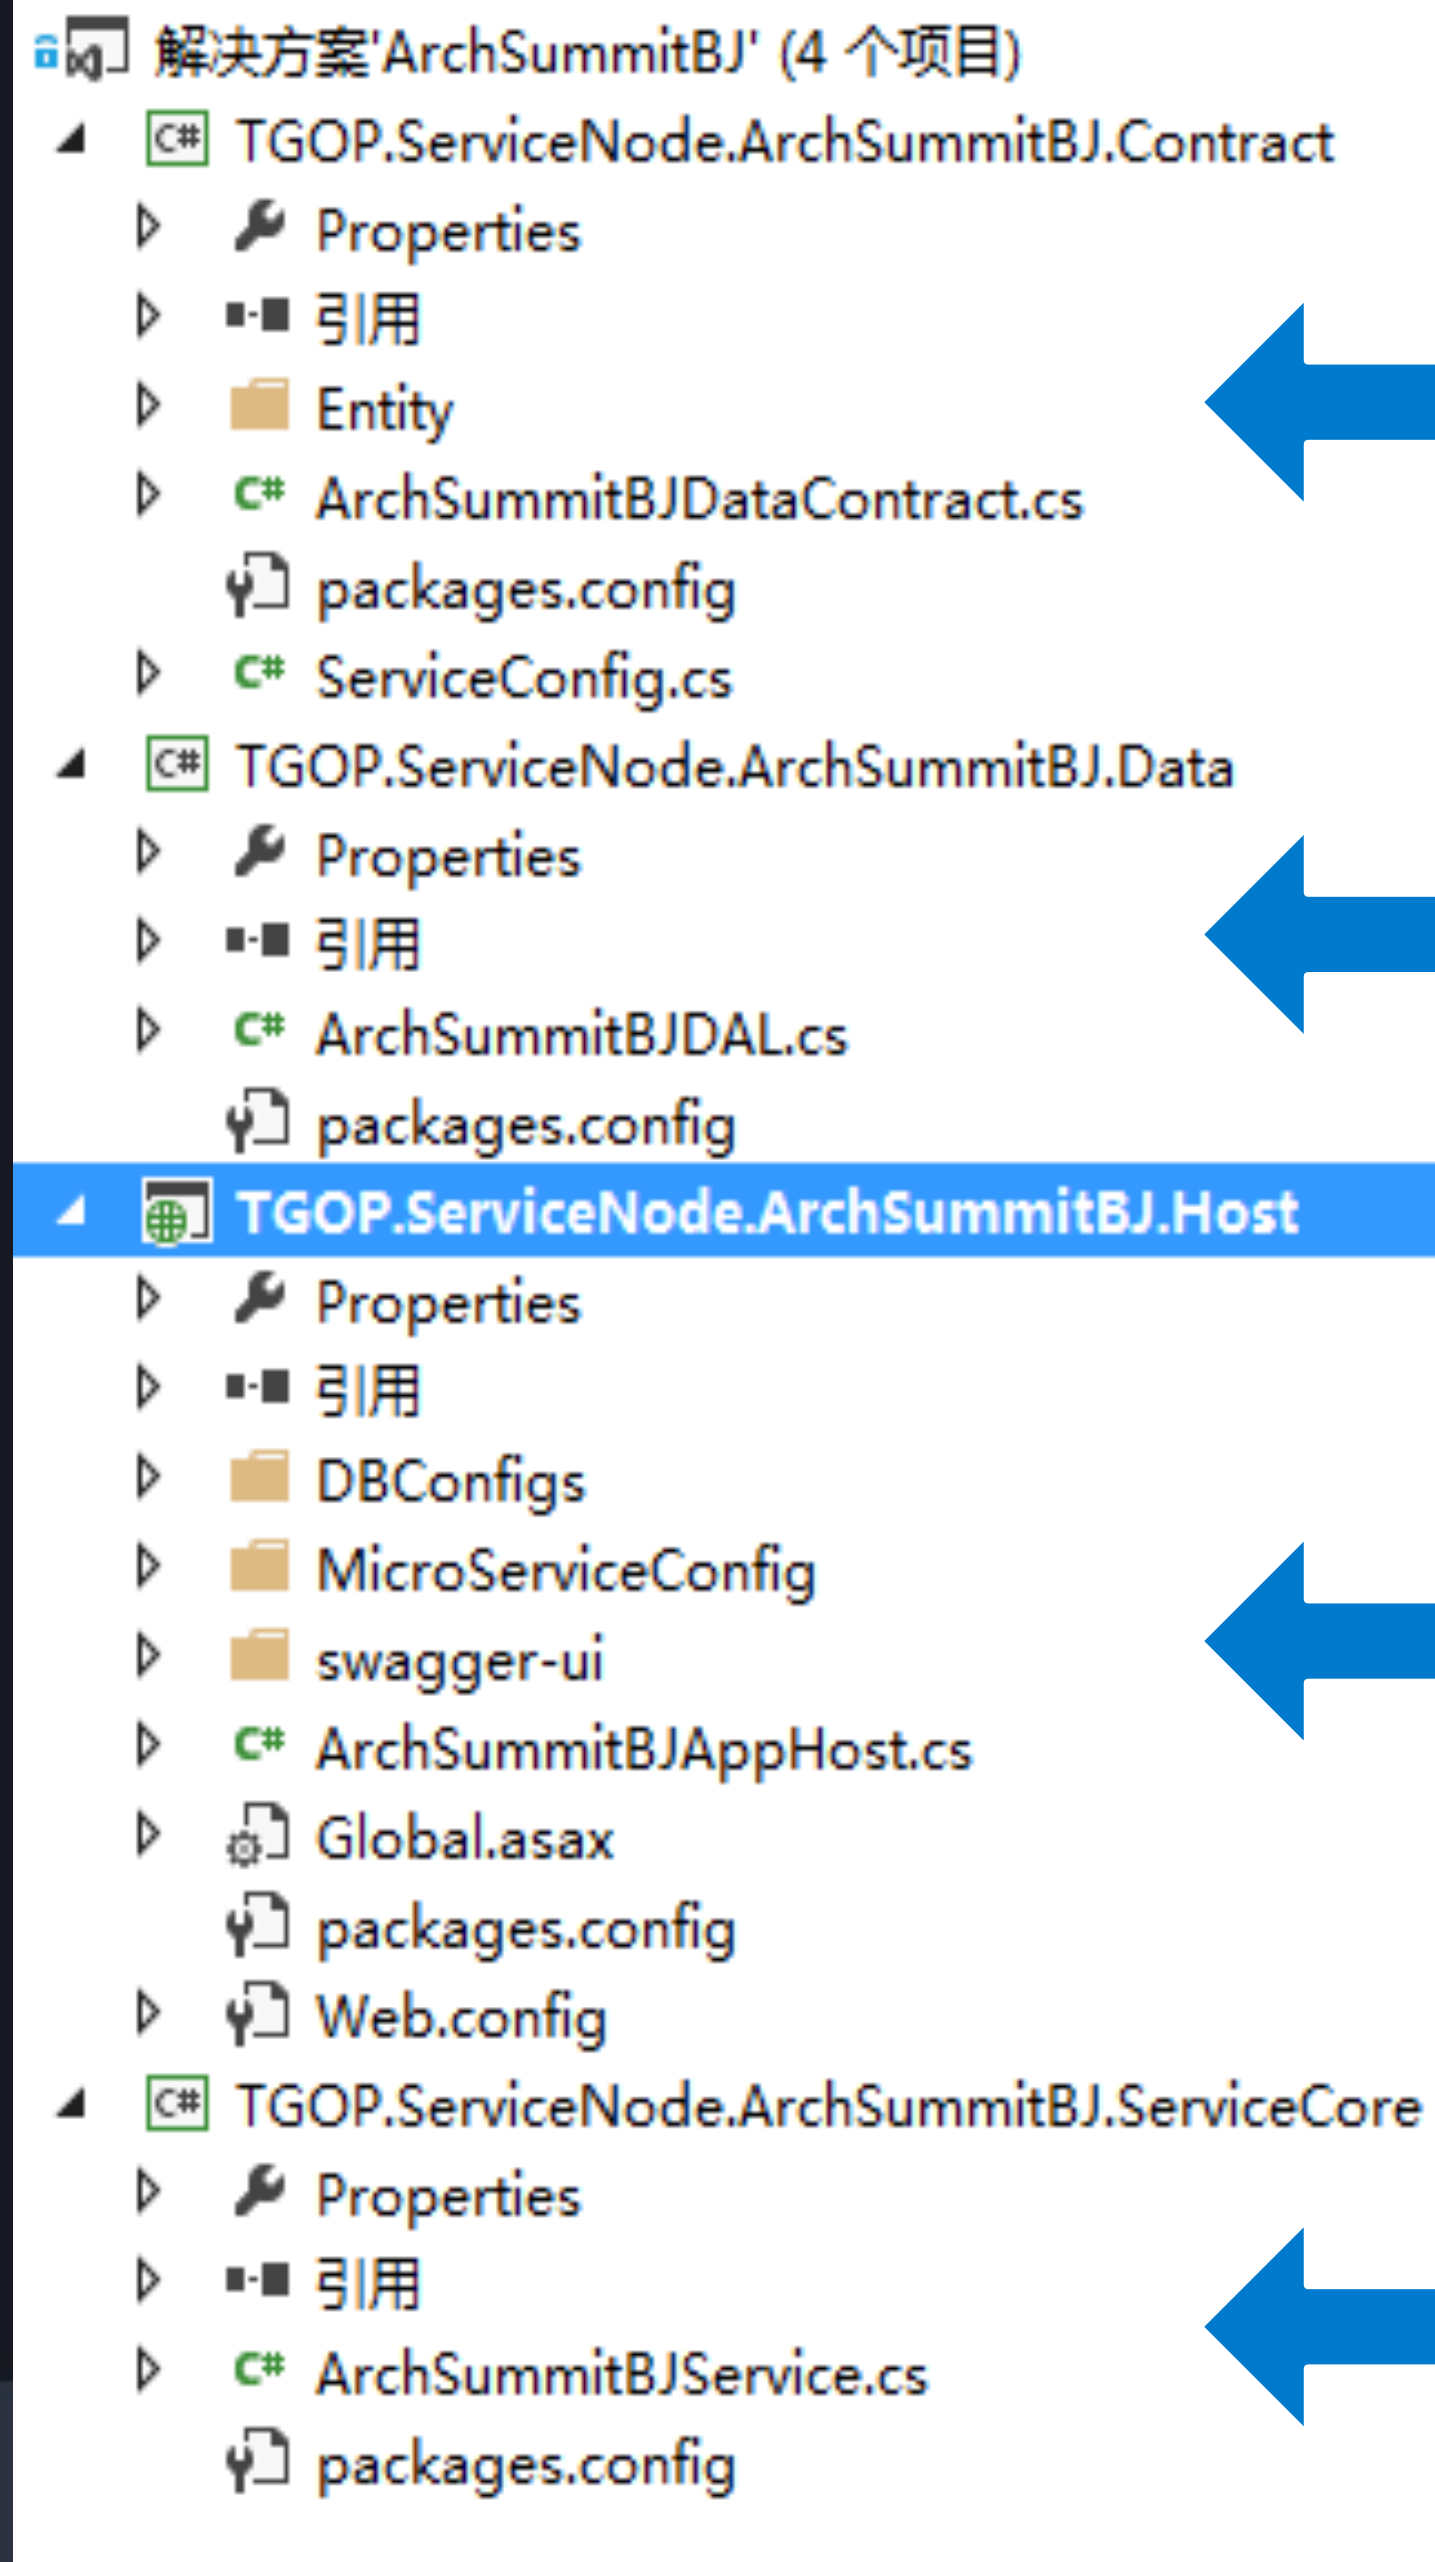 解决方案'ArchSummitBJ' (4 个项目)
C# TGOP.ServiceNode.ArchSummitBJ.Contract
Properties
引用
Entity
C# ArchSummitBJDataContract.cs
packages.config
C# ServiceConfig.cs
C# TGOP.ServiceNode.ArchSummitBJ.Data
Properties
引用
C# ArchSummitBJDAL.cs
packages.config
TGOP.ServiceNode.ArchSummitBJ.Host
Properties
引用
DBConfigs
MicroServiceConfig
swagger-ui
C# ArchSummitBJAppHost.cs
Global.asax
packages.config
Web.config
C# TGOP.ServiceNode.ArchSummitBJ.ServiceCore
Properties
引用
C# ArchSummitBJService.cs
packages.config